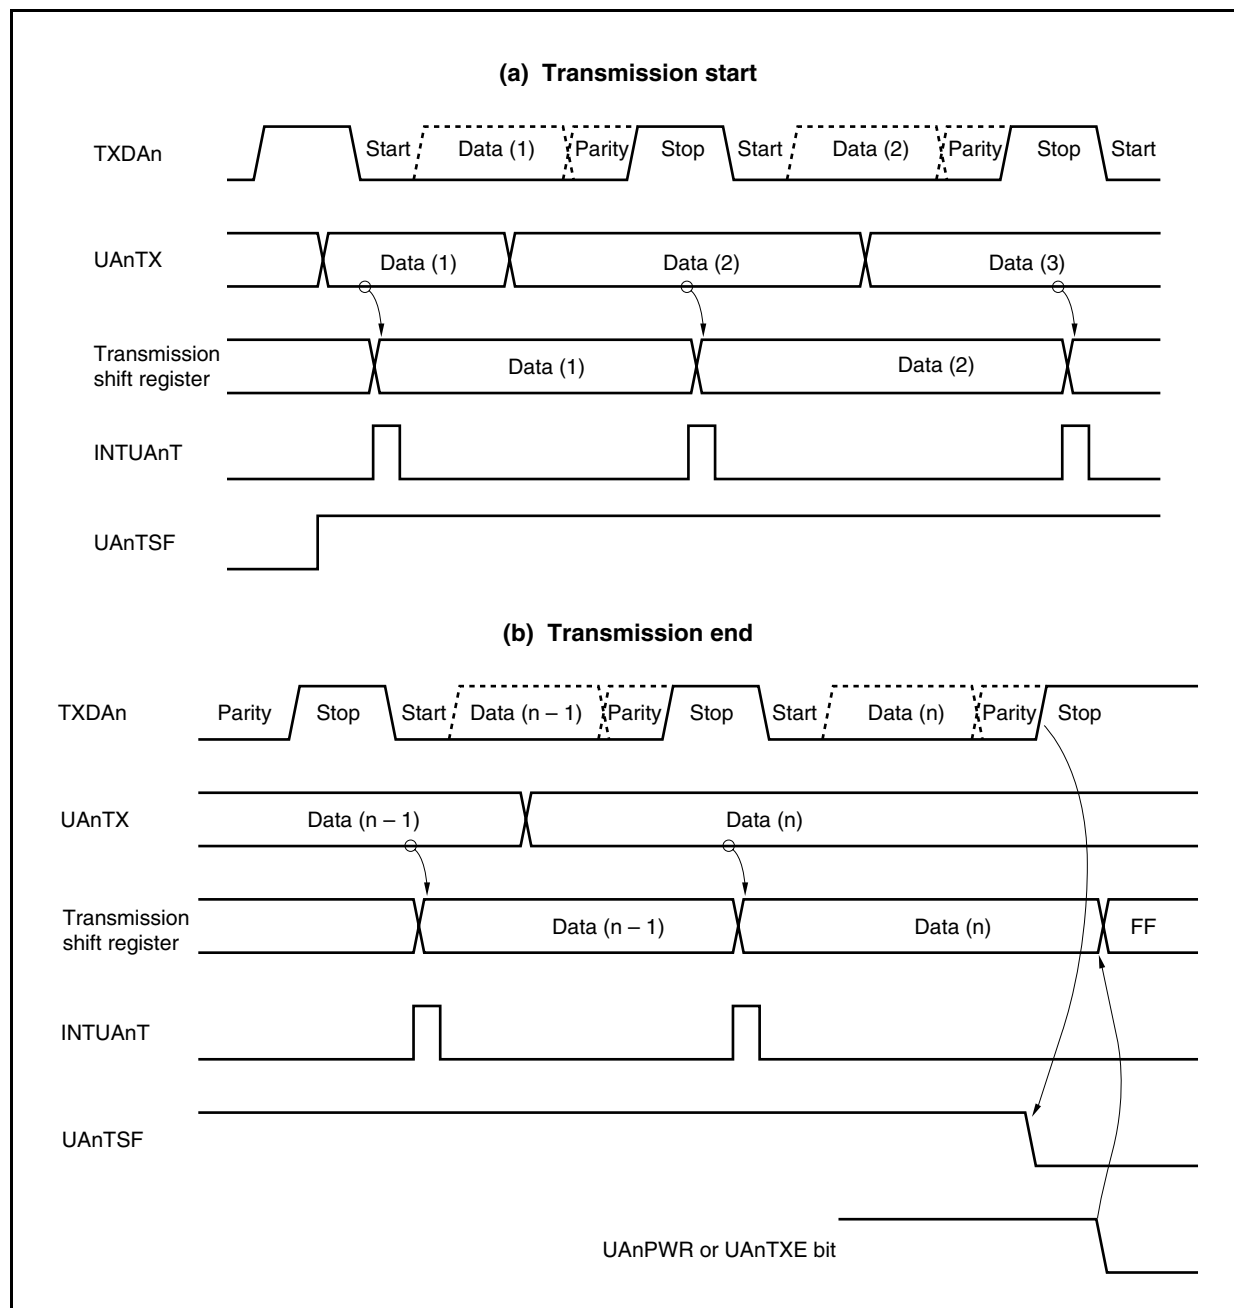 (a) Transmission start
TXDAn
Start
Data (1)
Parity
Stop
Start
Data (2)
Parity
Stop
Start
UAnTX
Data (1)
Data (2)
Data (3)
Transmission
shift register
Data (1)
Data (2)
INTUAnT
UAnTSF
(b) Transmission end
TXDAn
Parity
Stop
Start
Data (n – 1)
Parity
Stop
Start
Data (n)
Parity
Stop
UAnTX
Data (n – 1)
Data (n)
Transmission
shift register
Data (n – 1)
Data (n)
FF
INTUAnT
UAnTSF
UAnPWR or UAnTXE bit